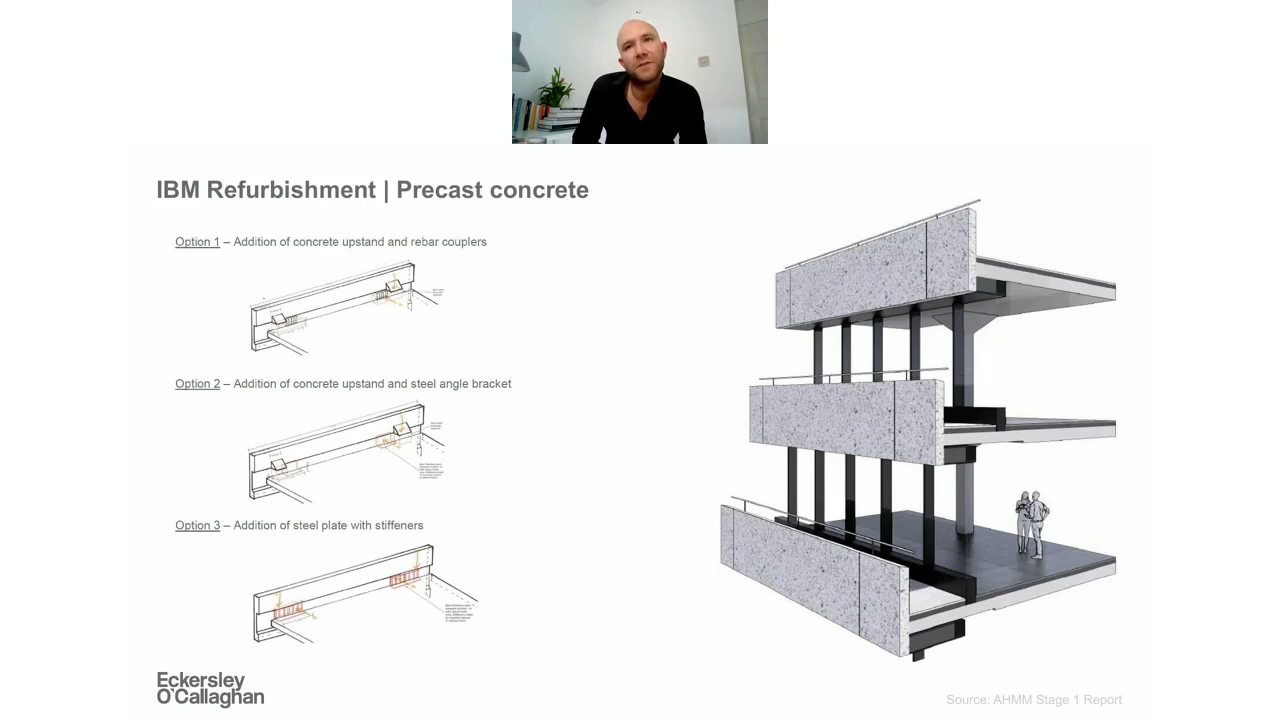 IBM Refurbishment | Precast concrete
Option 1 – Addition of concrete upstand and rebar couplers
Option 2 – Addition of concrete upstand and steel angle bracket
Option 3 – Addition of steel plate with stiffeners
Eckersley
O'Callaghan
Source: AHMM Stage 1 Report